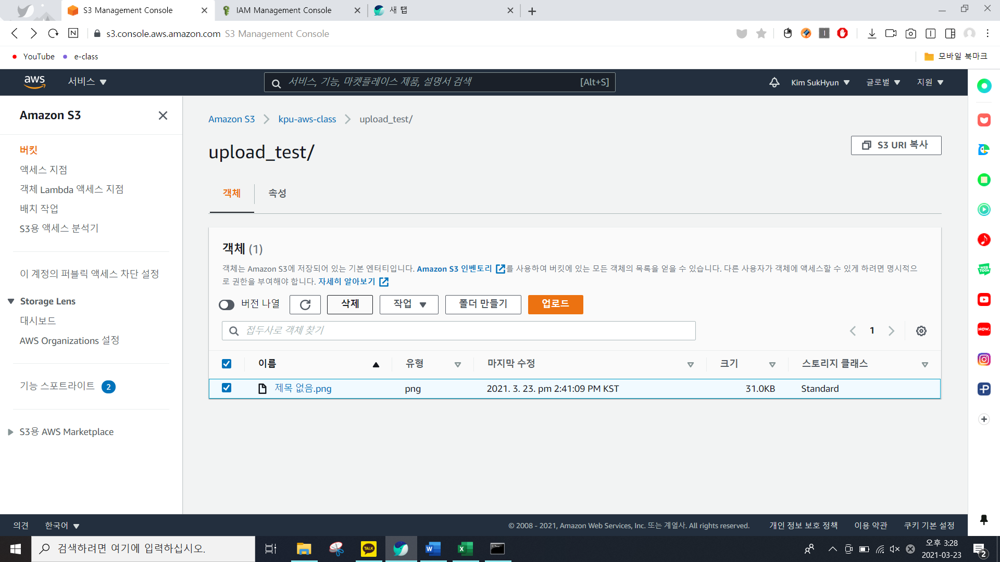 S3 Management Console
IAM Management Console
새 탭
N
s3.console.aws.amazon.com S3 Management Console
YouTube
e-class
모바일 북마크
aws
서비스
서비스, 기능, 마켓플레이스 제품, 설명서 검색
[Alt+S]
Kim SukHyun
글로벌
지원
Amazon S3
버킷
액세스 지점
객체 Lambda 액세스 지점
배치 작업
S3용 액세스 분석기
이 계정의 퍼블릭 액세스 차단 설정
Storage Lens
대시보드
AWS Organizations 설정
기능 스포트라이트 2
S3용 AWS Marketplace
Amazon S3
kpu-aws-class
upload_test/
upload_test/
S3 URI 복사
객체
속성
객체 (1)
객체는 Amazon S3에 저장되어 있는 기본 엔터티입니다. Amazon S3 인벤토리 를 사용하여 버킷에 있는 모든 객체의 목록을 얻을 수 있습니다. 다른 사용자가 객체에 액세스할 수 있게 하려면 명시적으
로 권한을 부여해야 합니다. 자세히 알아보기
버전 나열
삭제
작업
폴더 만들기
업로드
접두사로 객체 찾기
1
이름
유형
마지막 수정
크기
스토리지 클래스
제목 없음.png
png
2021. 3. 23. pm 2:41:09 PM KST
31.0KB
Standard
WEB
TOON
NOW.
의견
한국어
© 2008 - 2021, Amazon Web Services, Inc. 또는 계열사. All rights reserved.
개인 정보 보호 정책
이용 약관
쿠키 기본 설정
검색하려면 여기에 입력하십시오.
TALK
오후 3:28
2021-03-23
2